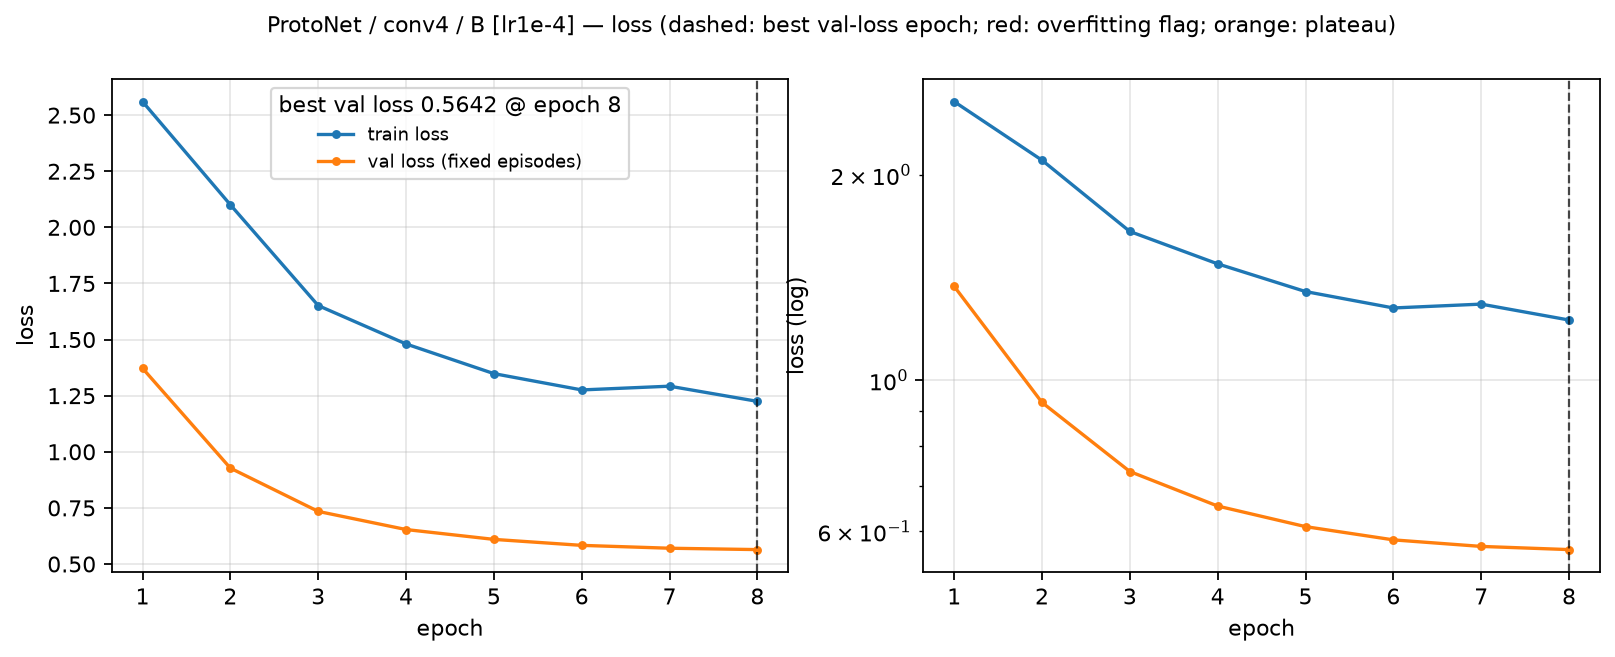 ProtoNet / conv4 / B [lr1e-4] — loss (dashed: best val-loss epoch; red: overfitting flag; orange: plateau)
best val loss 0.5642 @ epoch 8
train loss
val loss (fixed episodes)
loss
2.50
2.25
2.00
1.75
1.50
1.25
1.00
0.75
0.50
1 2 3 4 5 6 7 8
epoch
loss (log)
2 × 10⁰
10⁰
6 × 10⁻¹
1 2 3 4 5 6 7 8
epoch